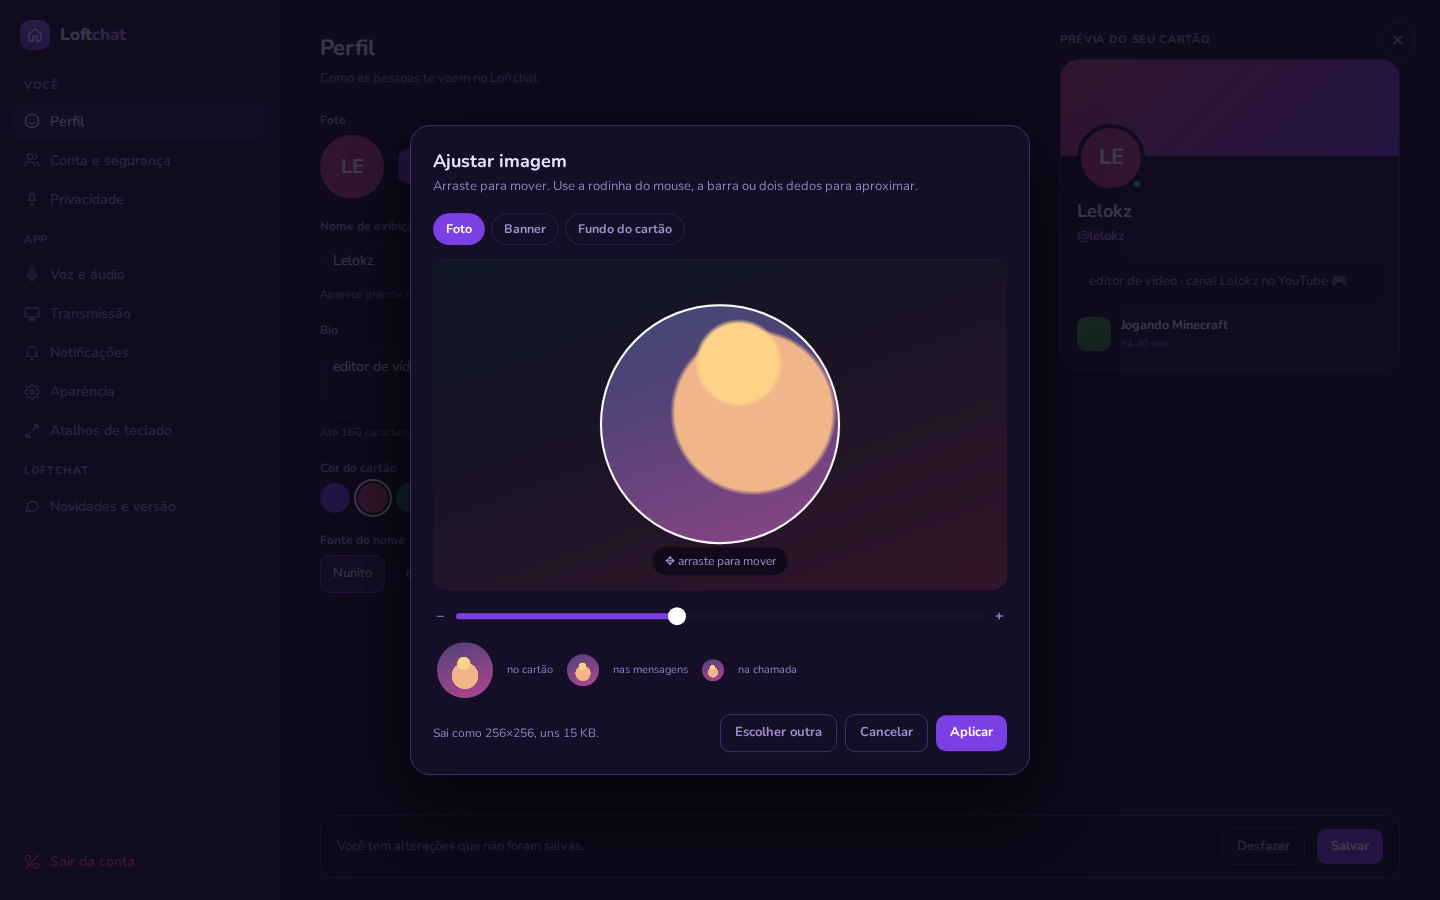 Loftchat
VOCÊ
Perfil
Conta e segurança
Privacidade
APP
Voz e áudio
Transmissão
Notificações
Aparência
Atalhos de teclado
LOFTCHAT
Novidades e versão
Sair da conta
Perfil
Como as pessoas te veem no Loftchat.
Foto
LE
Nome de exibiç
Lelokz
Aparece grande
Bio
editor de víd
Até 160 caractere
Cor do cartão
Fonte do nome
Nunito
Ajustar imagem
Arraste para mover. Use a rodinha do mouse, a barra ou dois dedos para aproximar.
Foto Banner Fundo do cartão
✥ arraste para mover
− +
no cartão nas mensagens na chamada
Sai como 256×256, uns 15 KB.
Escolher outra Cancelar Aplicar
PRÉVIA DO SEU CARTÃO
LE
Lelokz
@lelokz
editor de vídeo · canal Lelokz no YouTube 🎮
Jogando Minecraft
há 40 min
Você tem alterações que não foram salvas.
Desfazer Salvar